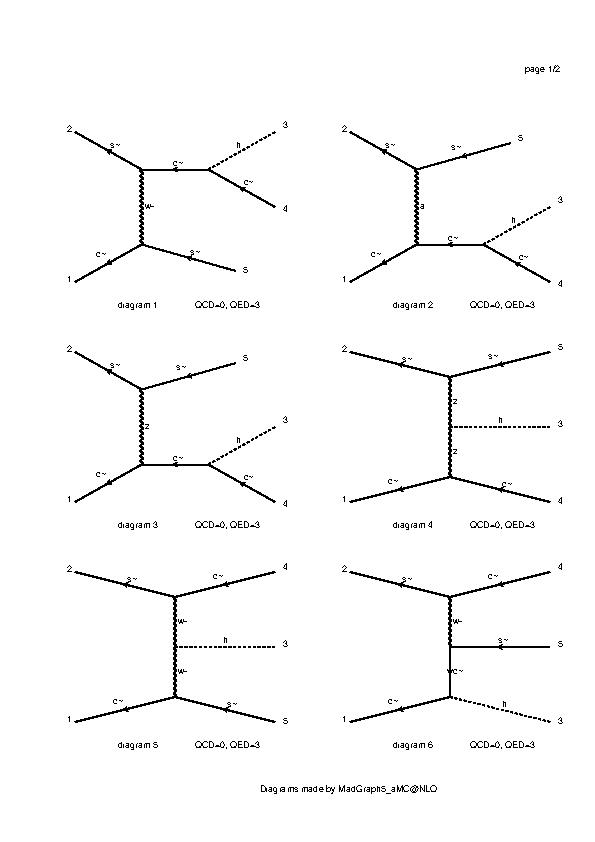 page 1/2
2 s~ c~ h 3
c~ 4
w-
c~ s~
1 5
diagram 1 QCD=0, QED=3
2 s~ s~ 5
a
c~ c~ h 3
c~
1 4
diagram 2 QCD=0, QED=3
2 s~ s~ 5
z
c~ c~ h 3
c~
1 4
diagram 3 QCD=0, QED=3
2 s~ s~ 5
z
h 3
z
1 c~ c~ 4
diagram 4 QCD=0, QED=3
2 s~ c~ 4
w-
h 3
w-
1 c~ s~ 5
diagram 5 QCD=0, QED=3
2 s~ c~ 4
w-
s~ 5
c~
1 c~ h 3
diagram 6 QCD=0, QED=3
Diagrams made by MadGraph5_aMC@NLO